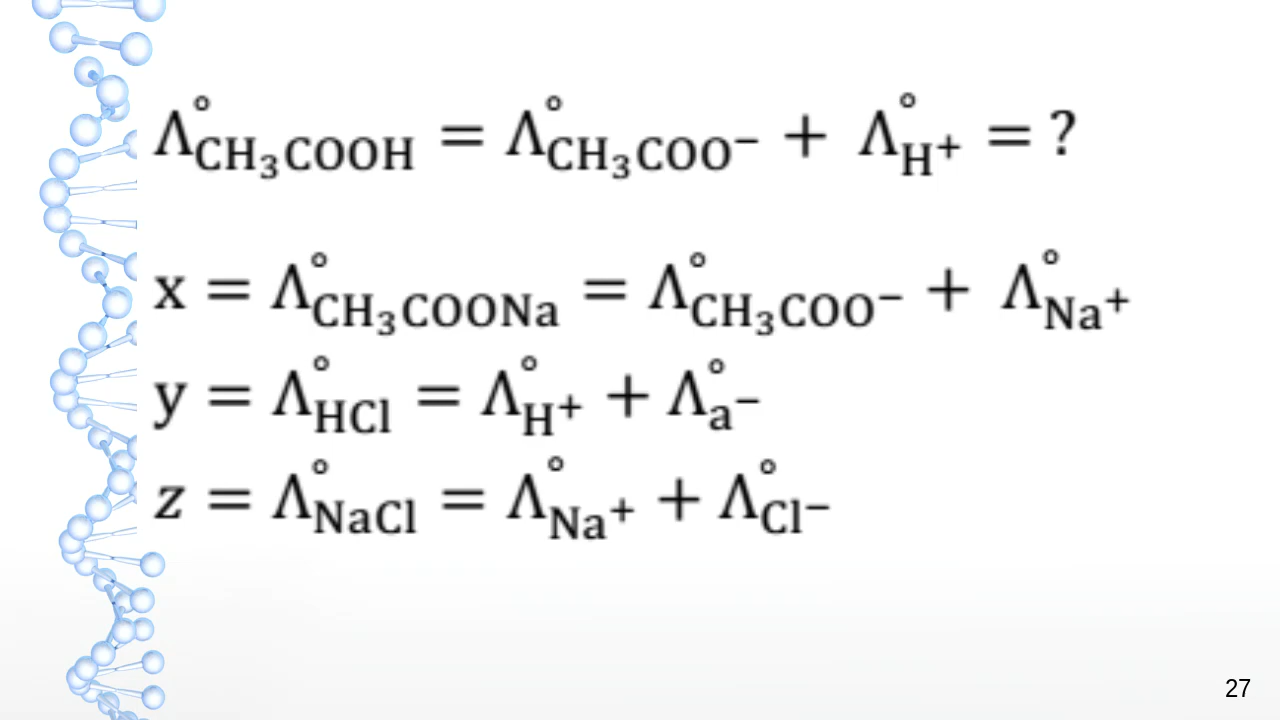 Λ°CH₃COOH = Λ°CH₃COO⁻ + Λ°H⁺ = ?
x = Λ°CH₃COONa = Λ°CH₃COO⁻ + Λ°Na⁺
y = Λ°HCl = Λ°H⁺ + Λ°a⁻
z = Λ°NaCl = Λ°Na⁺ + Λ°Cl⁻
27